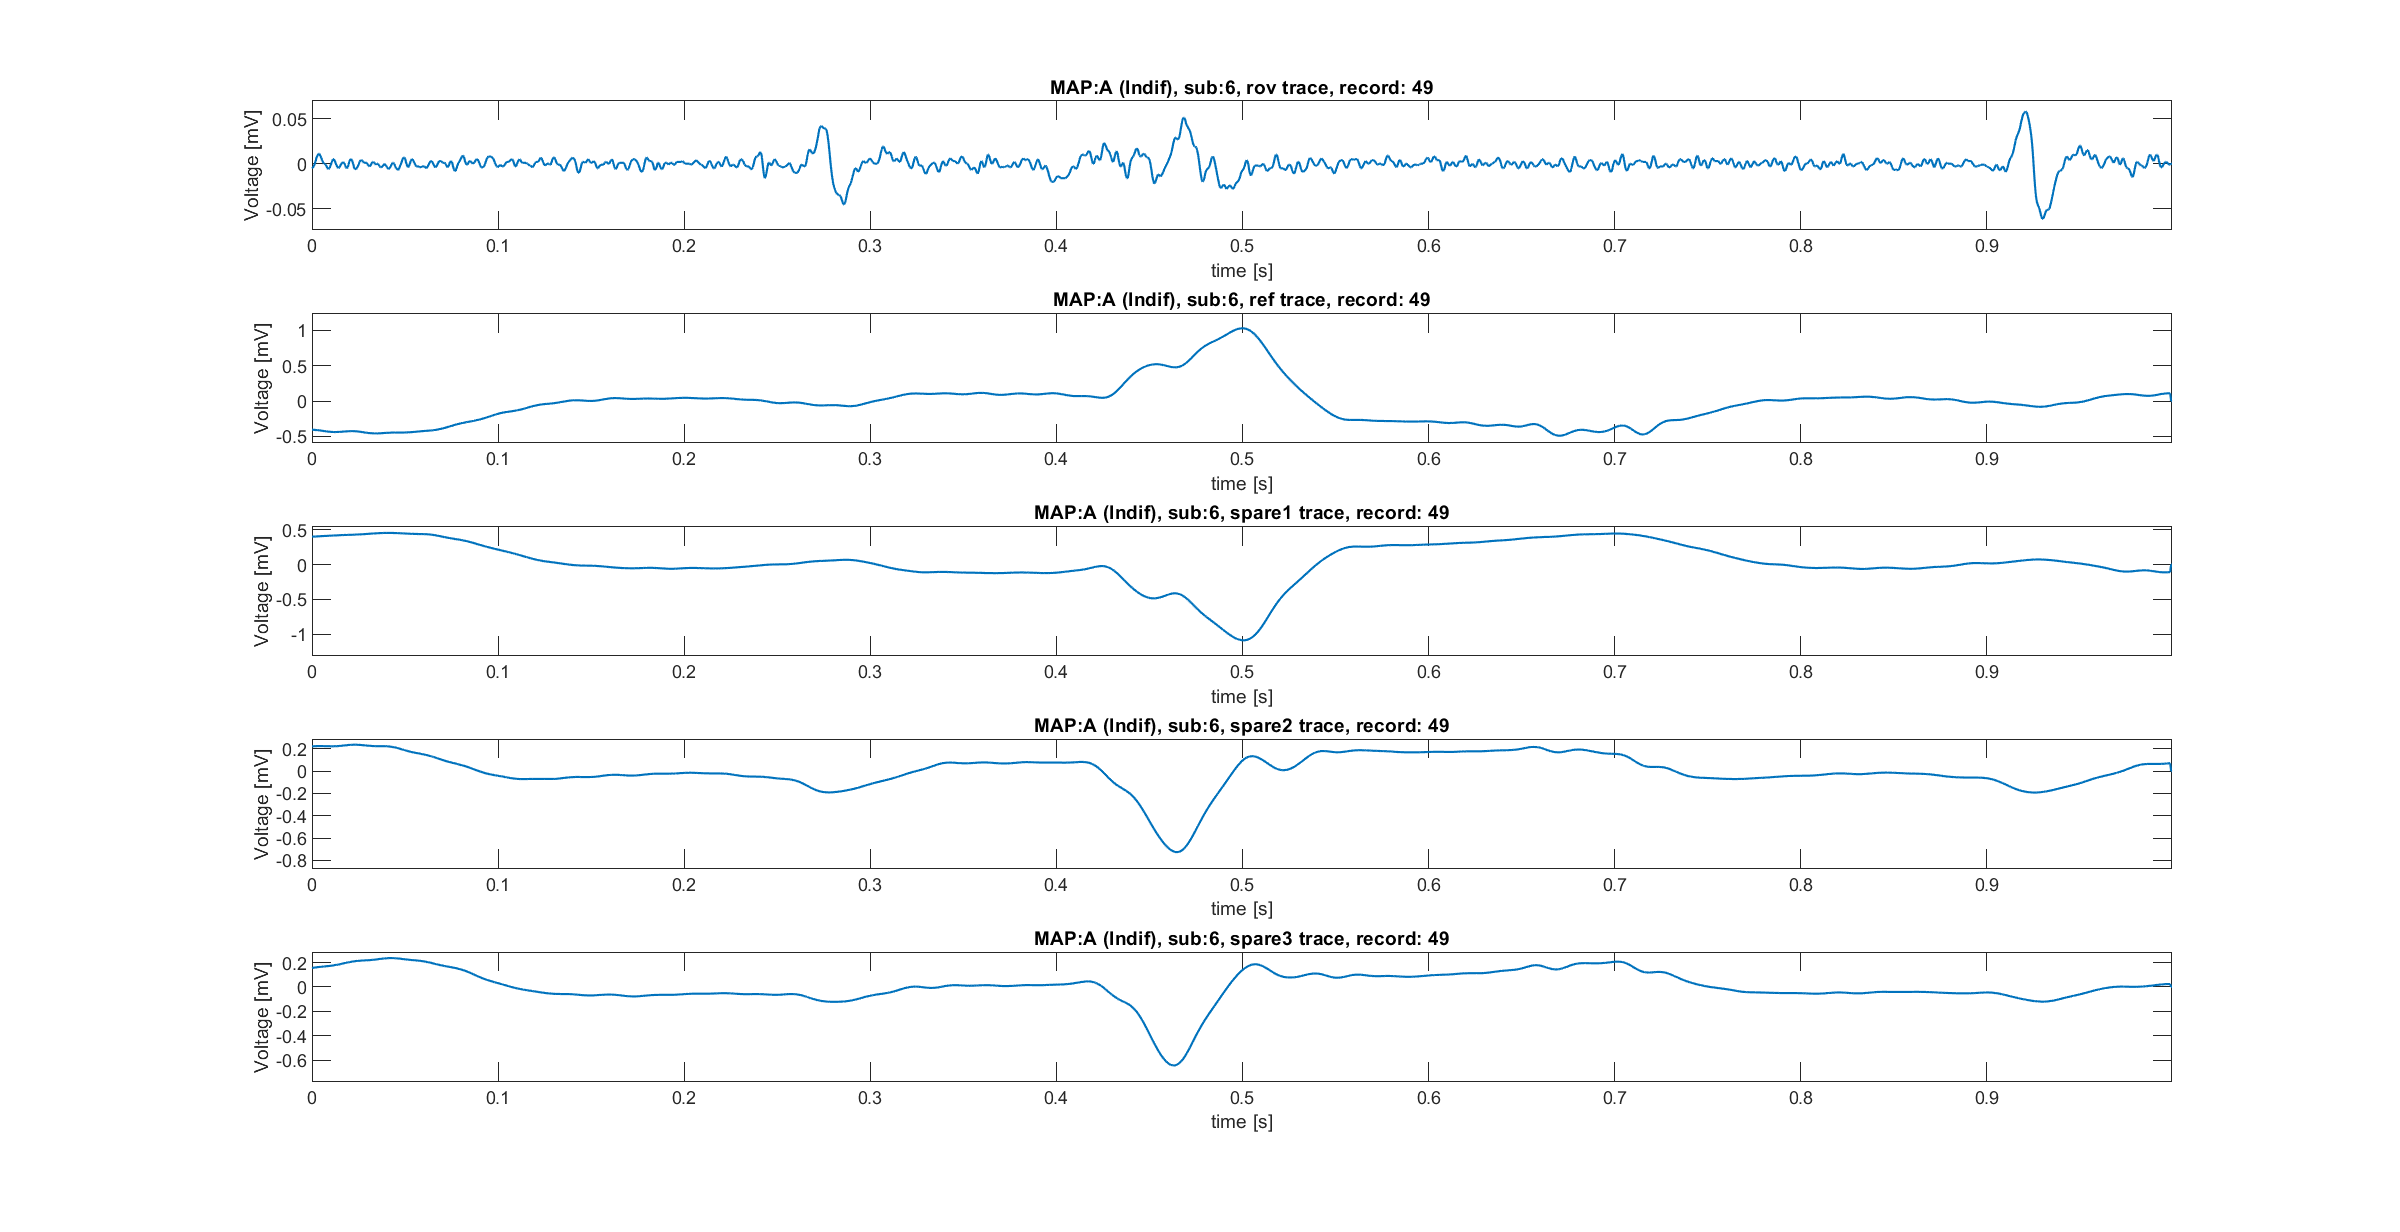 MAP:A (Indif), sub:6, rov trace, record: 49
Voltage [mV]
0.05
0
-0.05
0 0.1 0.2 0.3 0.4 0.5 0.6 0.7 0.8 0.9
time [s]
MAP:A (Indif), sub:6, ref trace, record: 49
Voltage [mV]
1
0.5
0
-0.5
0 0.1 0.2 0.3 0.4 0.5 0.6 0.7 0.8 0.9
time [s]
MAP:A (Indif), sub:6, spare1 trace, record: 49
Voltage [mV]
0.5
0
-0.5
-1
0 0.1 0.2 0.3 0.4 0.5 0.6 0.7 0.8 0.9
time [s]
MAP:A (Indif), sub:6, spare2 trace, record: 49
Voltage [mV]
0.2
0
-0.2
-0.4
-0.6
-0.8
0 0.1 0.2 0.3 0.4 0.5 0.6 0.7 0.8 0.9
time [s]
MAP:A (Indif), sub:6, spare3 trace, record: 49
Voltage [mV]
0.2
0
-0.2
-0.4
-0.6
0 0.1 0.2 0.3 0.4 0.5 0.6 0.7 0.8 0.9
time [s]